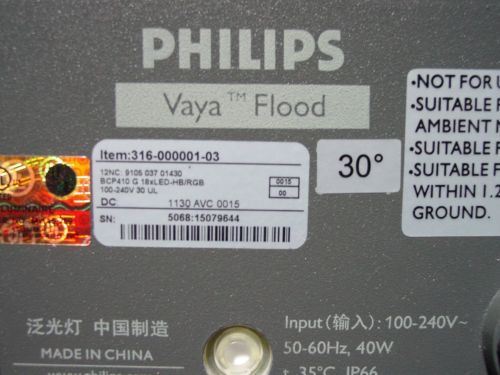 PHILIPS
Vaya™ Flood
Item:316-000001-03
12NC: 9105 037 01430
BCP410 G 18xLED-HB/RGB
100-240V 30 UL
0015
00
DC 1130 AVC 0015
SN: 5068:15079644
30°
•NOT FOR U
•SUITABLE F
AMBIENT
•SUITABLE F
•SUITABLE F
WITHIN 1.2
GROUND.
泛光灯 中国制造
MADE IN CHINA
Input (输入): 100-240V~
50-60Hz, 40W
t 35°C IP66